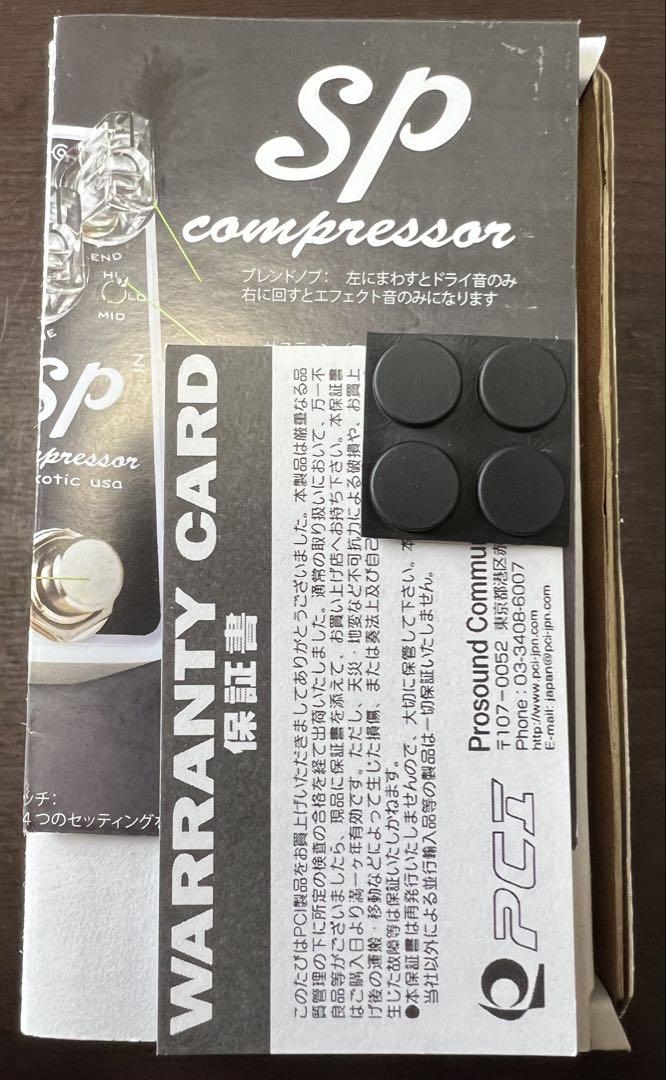 SP
compressor
ブレンドノブ： 左にまわすとドライ音のみ
右に回すとエフェクト音のみになります
END
HI
LO
MID
SP
mpressor
xotic usa
ンチ：
4つのセッティングが
WARRANTY CARD
保証書
このたびはPCI製品をお買上げいただきましてありがとうございました。本製品は厳重なる品
質管理の下に所定の検査の合格を経て出荷いたしました。通常の取り扱いにおいて、万一不
良品等がございましたら、現品に保証書を添えて、お買い上げ店へお持ち下さい。本保証書
はご購入日より満一ヶ年有効です。ただし、天災・地変など不可抗力による破損や、お買上
げ後の運搬・移動などによって生じた損傷、または奏法上及び自己
生じた故障等は保証いたしかねます。
●本保証書は再発行いたしませんので、大切に保管して下さい。本
当社以外による並行輸入品等の製品は一切保証いたしません。
PCI
Prosound Commu
〒107-0052 東京都港区赤
Phone : 03-3408-6007
http://www.pci-jpn.com
E-mail: japan@pci-jpn.com